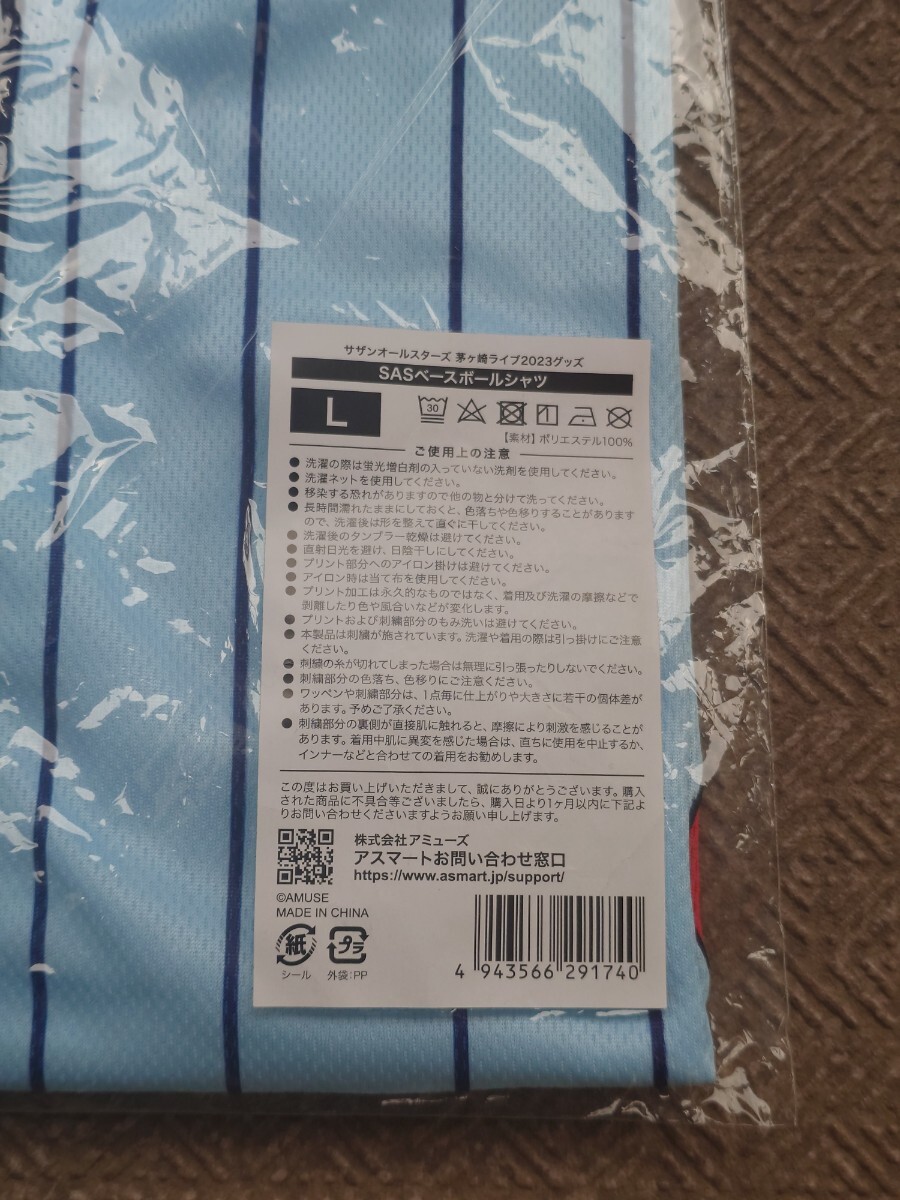 サザンオールスターズ 茅ヶ崎ライブ2023グッズ
SASベースボールシャツ
L
30
【素材】ポリエステル100%
ご使用上の注意
● 洗濯の際は蛍光増白剤の入っていない洗剤を使用してください。
● 洗濯ネットを使用してください。
● 移染する恐れがありますので他の物と分けて洗ってください。
● 長時間濡れたままにしておくと、色落ちや色移りすることがあります
ので、洗濯後は形を整えて直ぐに干してください。
● 洗濯後のタンブラー乾燥は避けてください。
● 直射日光を避け、日陰干しにしてください。
● プリント部分へのアイロン掛けは避けてください。
● アイロン時は当て布を使用してください。
● プリント加工は永久的なものではなく、着用及び洗濯の摩擦などで
剥離したり色や風合いなどが変化します。
● プリントおよび刺繍部分のもみ洗いは避けてください。
● 本製品は刺繍が施されています。洗濯や着用の際は引っ掛けにご注意
ください。
● 刺繍の糸が切れてしまった場合は無理に引っ張ったりしないでください。
● 刺繍部分の色落ち、色移りにご注意ください。
● ワッペンや刺繍部分は、1点毎に仕上がりや大きさに若干の個体差が
あります。予めご了承ください。
● 刺繍部分の裏側が直接肌に触れると、摩擦により刺激を感じることが
あります。着用中肌に異変を感じた場合は、直ちに使用を中止するか、
インナーなどと合わせての着用をお勧めします。
この度はお買い上げいただきまして、誠にありがとうございます。購入
された商品に不具合等ございましたら、購入日より1ヶ月以内に下記よ
りお問い合わせくださいますようお願い申し上げます。
株式会社アミューズ
アスマートお問い合わせ窓口
https://www.asmart.jp/support/
©AMUSE
MADE IN CHINA
紙
シール
プラ
外袋:PP
4 943566 291740